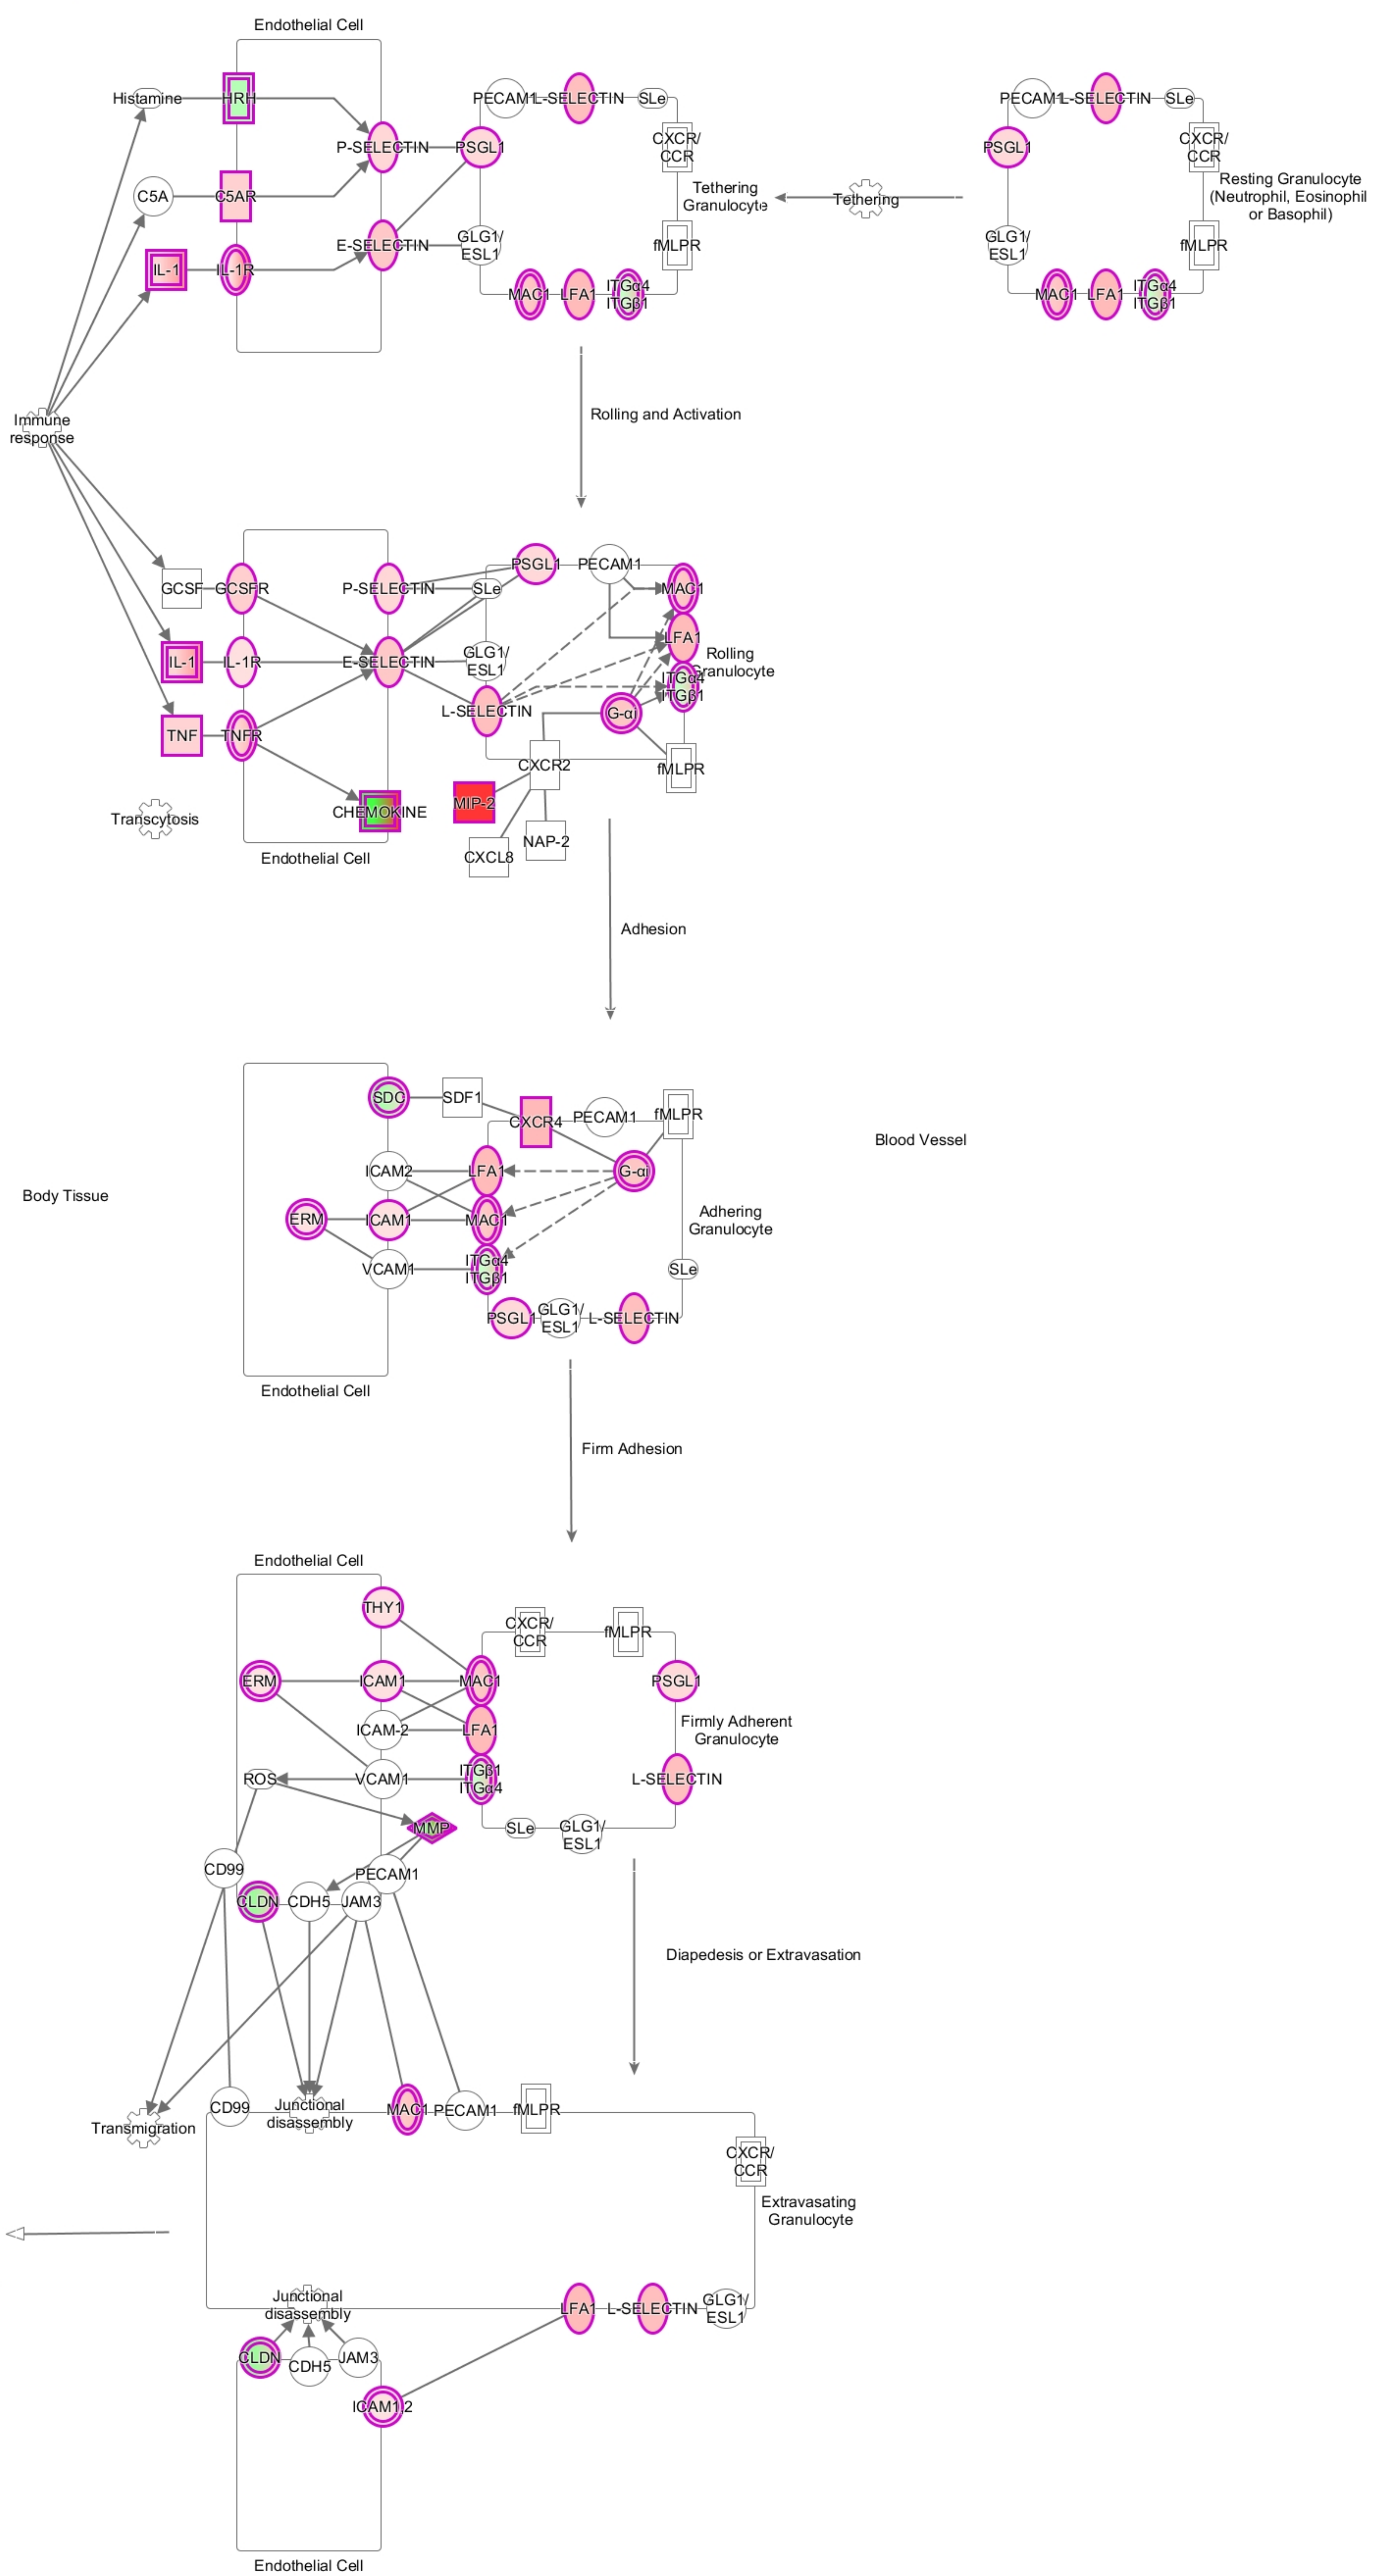 Endothelial Cell
Histamine
HRH
PECAM1
L-SELECTIN
SLe
P-SELECTIN
PSGL1
CXCR/
CCR
C5A
C5AR
Tethering
Granulocyte
IL-1
IL-1R
E-SELECTIN
GLG1/
ESL1
fMLPR
MAC1
LFA1
ITGα4
ITGβ1
Tethering
PECAM1
L-SELECTIN
SLe
PSGL1
CXCR/
CCR
Resting Granulocyte
(Neutrophil, Eosinophil
or Basophil)
GLG1/
ESL1
fMLPR
MAC1
LFA1
ITGα4
ITGβ1
Immune
response
Rolling and Activation
GCSF
GCSFR
P-SELECTIN
SLe
PSGL1
PECAM1
MAC1
LFA1
IL-1
IL-1R
E-SELECTIN
GLG1/
ESL1
Rolling
Granulocyte
ITGα4
ITGβ1
L-SELECTIN
G-αi
TNF
TNFR
CXCR2
fMLPR
MIP-2
CHEMOKINE
Transcytosis
NAP-2
CXCL8
Endothelial Cell
Adhesion
SDC
SDF1
CXCR4
PECAM1
fMLPR
Blood Vessel
ICAM2
LFA1
G-αi
Body Tissue
ERM
ICAM1
MAC1
Adhering
Granulocyte
VCAM1
ITGα4
ITGβ1
SLe
PSGL1
GLG1/
ESL1
L-SELECTIN
Endothelial Cell
Firm Adhesion
Endothelial Cell
THY1
CXCR/
CCR
fMLPR
ERM
ICAM1
MAC1
PSGL1
ICAM-2
LFA1
Firmly Adherent
Granulocyte
ROS
VCAM1
ITGβ1
ITGα4
L-SELECTIN
MMP
SLe
GLG1/
ESL1
CD99
PECAM1
CLDN
CDH5
JAM3
Diapedesis or Extravasation
CD99
Junctional
disassembly
MAC1
PECAM1
fMLPR
Transmigration
CXCR/
CCR
Extravasating
Granulocyte
Junctional
disassembly
LFA1
L-SELECTIN
GLG1/
ESL1
CLDN
CDH5
JAM3
ICAM1,2
Endothelial Cell